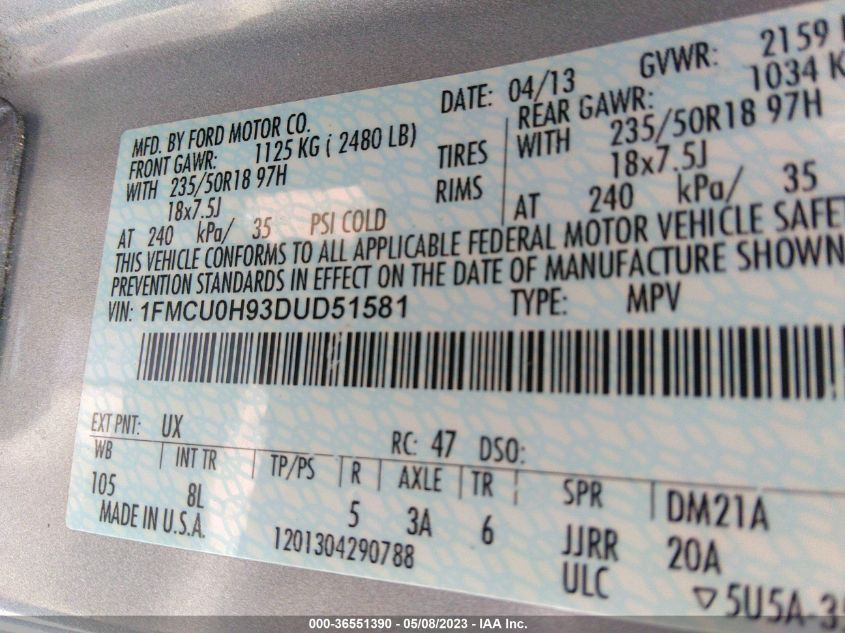 MFD. BY FORD MOTOR CO. DATE: 04/13 GVWR: 2159
FRONT GAWR: 1125 KG ( 2480 LB) REAR GAWR: 1034 K
WITH 235/50R18 97H TIRES WITH 235/50R18 97H
18x7.5J RIMS 18x7.5J
AT 240 kPa/ 35 PSI COLD AT 240 kPa/ 35
THIS VEHICLE CONFORMS TO ALL APPLICABLE FEDERAL MOTOR VEHICLE SAFET
PREVENTION STANDARDS IN EFFECT ON THE DATE OF MANUFACTURE SHOWN
VIN: 1FMCU0H93DUD51581 TYPE: MPV
EXT PNT: UX RC: 47 DSO:
WB INT TR TP/PS R AXLE TR SPR DM21A
105 8L 5 3A 6 JJRR 20A
MADE IN U.S.A. 1201304290788 ULC ▽5U5A-3
000-36551390 - 05/08/2023 - IAA Inc.